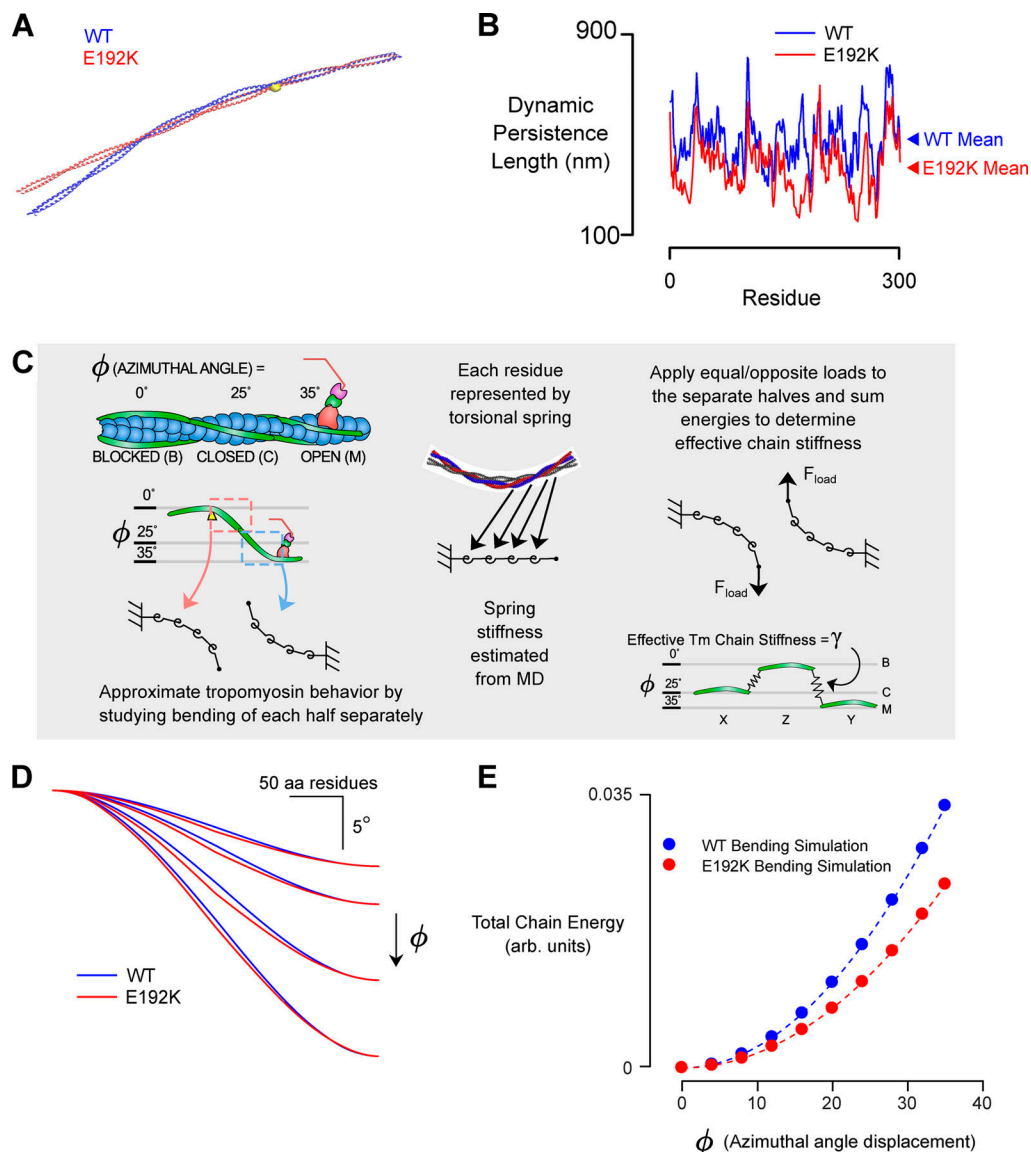 A
WT
E192K
B
900
Dynamic
Persistence
Length (nm)
100
WT
E192K
WT Mean
E192K Mean
0
300
Residue
C
ϕ (AZIMUTHAL ANGLE) =
0° 25° 35°
BLOCKED (B) CLOSED (C) OPEN (M)
0°
ϕ
25°
35°
Approximate tropomyosin behavior by
studying bending of each half separately
Each residue
represented by
torsional spring
Spring
stiffness
estimated
from MD
Apply equal/opposite loads to
the separate halves and sum
energies to determine
effective chain stiffness
Fload
Fload
Effective Tm Chain Stiffness = γ
0° B
ϕ 25° C
35° M
X Z Y
D
50 aa residues
5°
ϕ
WT
E192K
E
0.035
WT Bending Simulation
E192K Bending Simulation
Total Chain Energy
(arb. units)
0
0 10 20 30 40
ϕ (Azimuthal angle displacement)